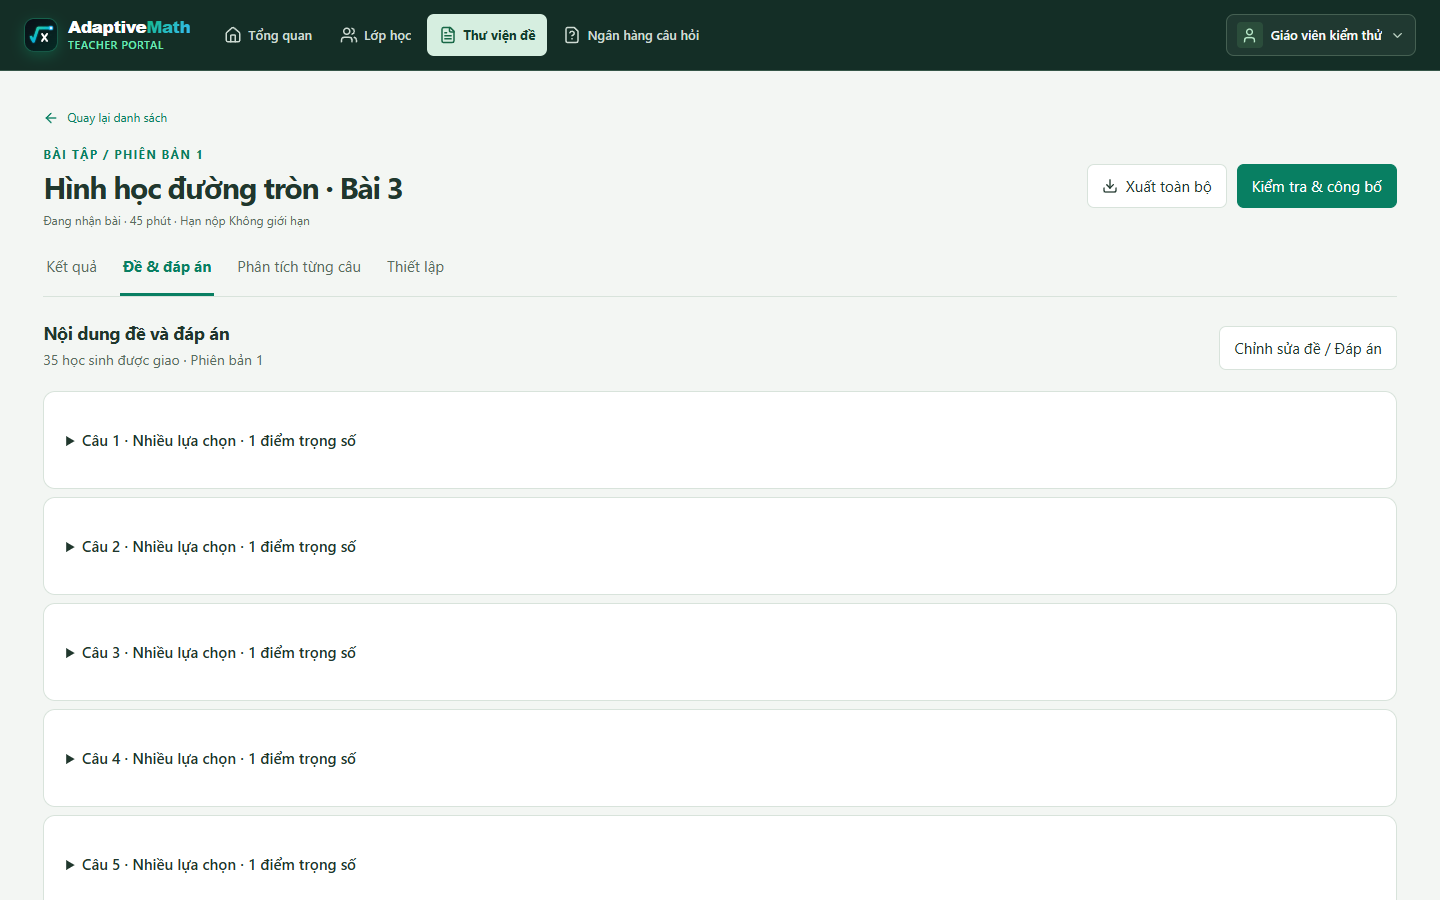 AdaptiveMath
TEACHER PORTAL
Tổng quan
Lớp học
Thư viện đề
Ngân hàng câu hỏi
Giáo viên kiểm thử
Quay lại danh sách
BÀI TẬP / PHIÊN BẢN 1
Hình học đường tròn · Bài 3
Đang nhận bài · 45 phút · Hạn nộp Không giới hạn
Xuất toàn bộ
Kiểm tra & công bố
Kết quả
Đề & đáp án
Phân tích từng câu
Thiết lập
Nội dung đề và đáp án
35 học sinh được giao · Phiên bản 1
Chỉnh sửa đề / Đáp án
Câu 1 · Nhiều lựa chọn · 1 điểm trọng số
Câu 2 · Nhiều lựa chọn · 1 điểm trọng số
Câu 3 · Nhiều lựa chọn · 1 điểm trọng số
Câu 4 · Nhiều lựa chọn · 1 điểm trọng số
Câu 5 · Nhiều lựa chọn · 1 điểm trọng số